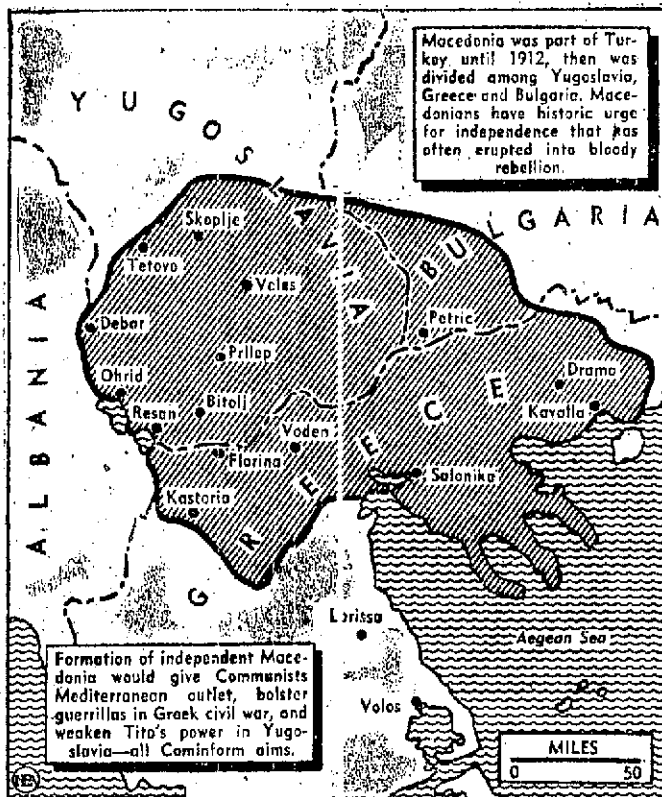 Macedonia was part of Tur-
key until 1912, then was
divided among Yugoslavia,
Greece and Bulgaria. Mace-
donians have historic urge
for independence that has
often erupted into bloody
rebellion.
YUGOSLAVIA
BULGARIA
ALBANIA
GREECE
Skoplje
Tetovo
Veles
Debar
Prilep
Petric
Ohrid
Drama
Resan
Bitolj
Kavalla
Voden
Florina
Salonika
Kastoria
Larissa
Aegean Sea
Volos
Formation of independent Mace-
donia would give Communists
Mediterranean outlet, bolster
guerrillas in Greek civil war, and
weaken Tito's power in Yugo-
slavia—all Cominform aims.
MILES
0 50